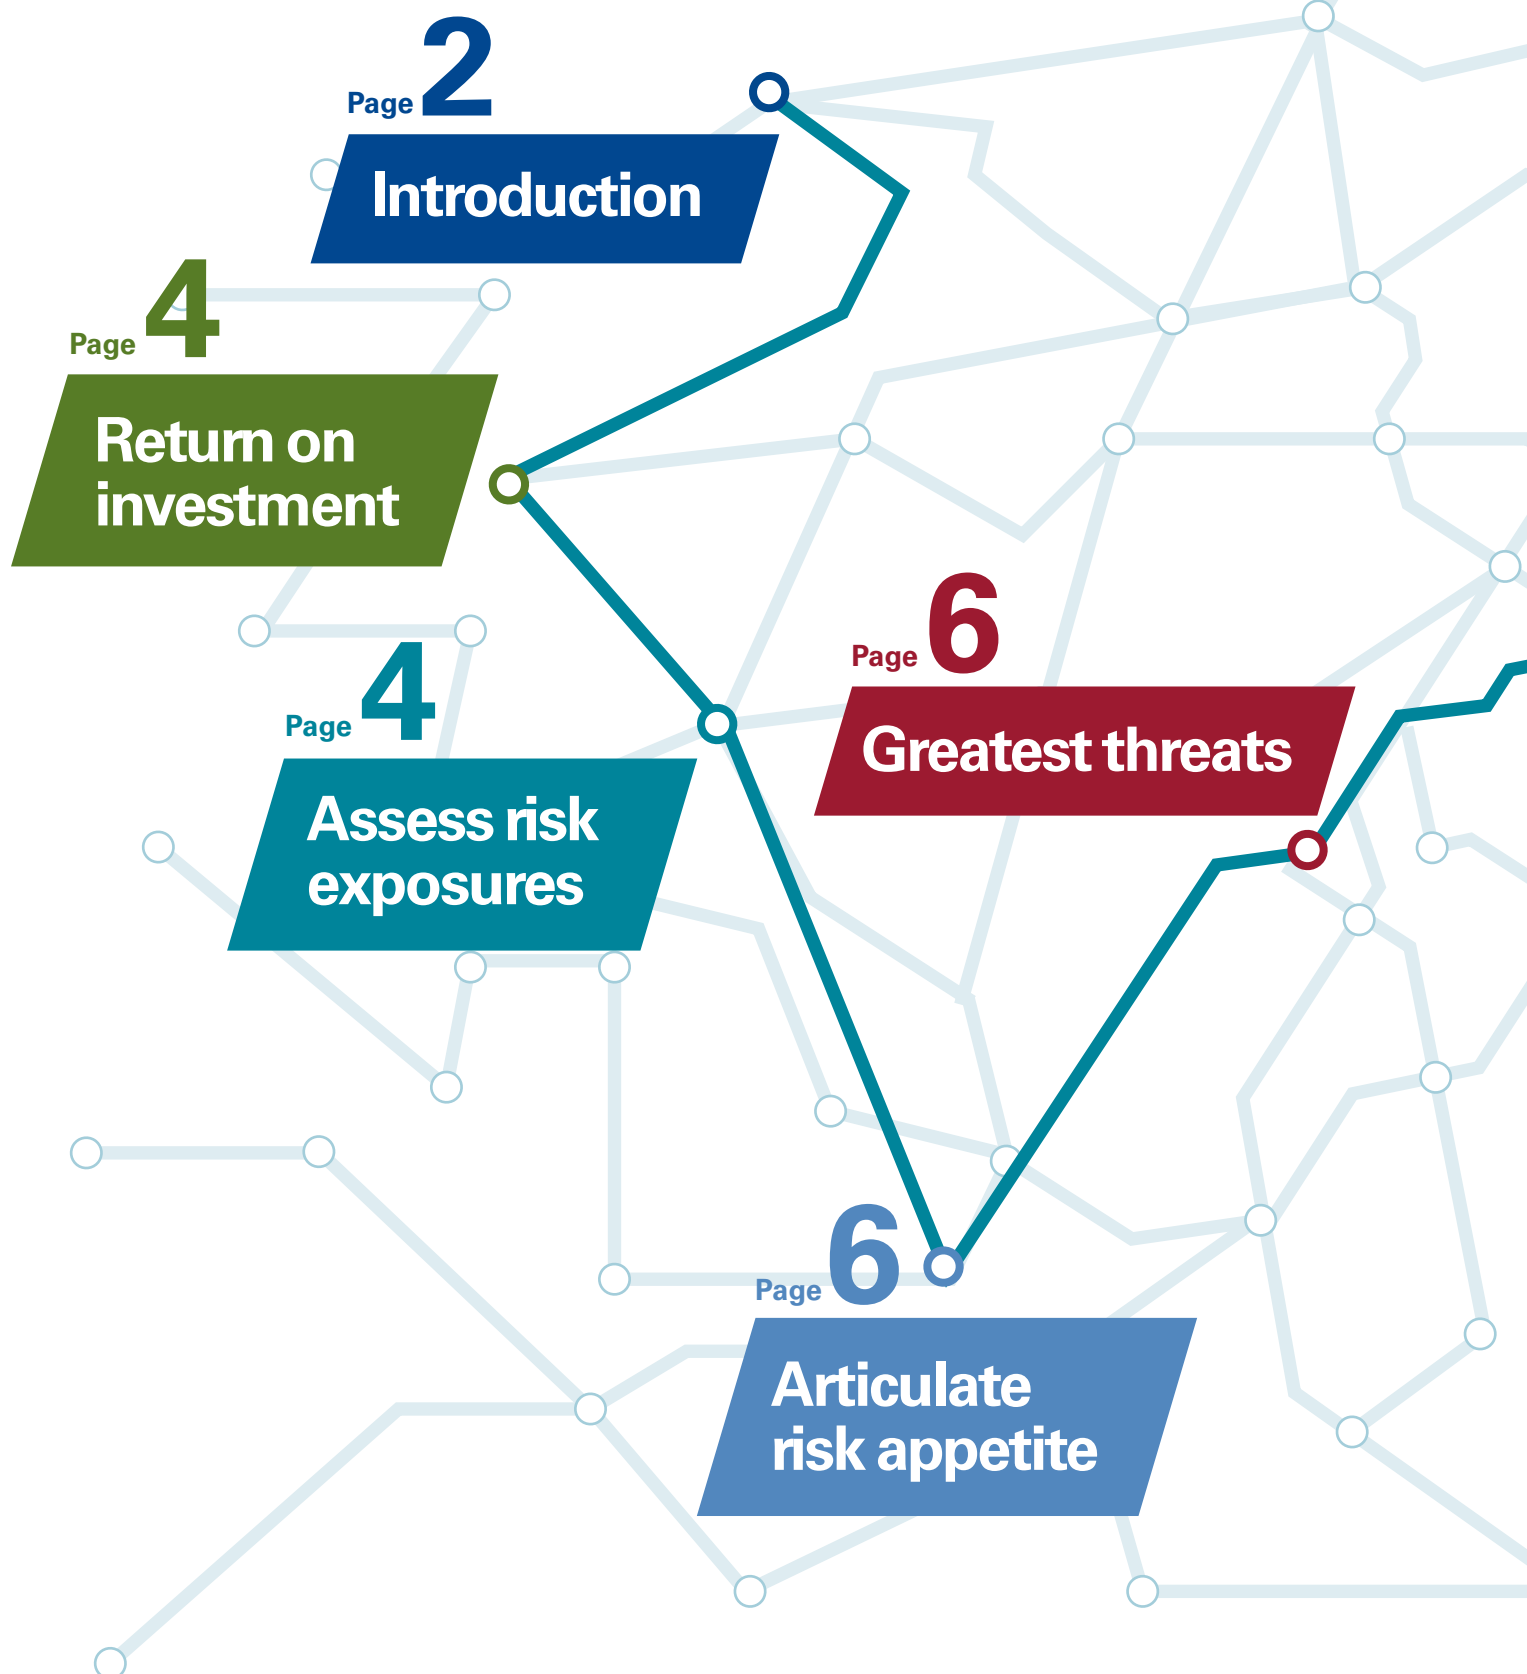 Page 2
Introduction
Page 4
Return on
investment
Page 4
Assess risk
exposures
Page 6
Greatest threats
Page 6
Articulate
risk appetite